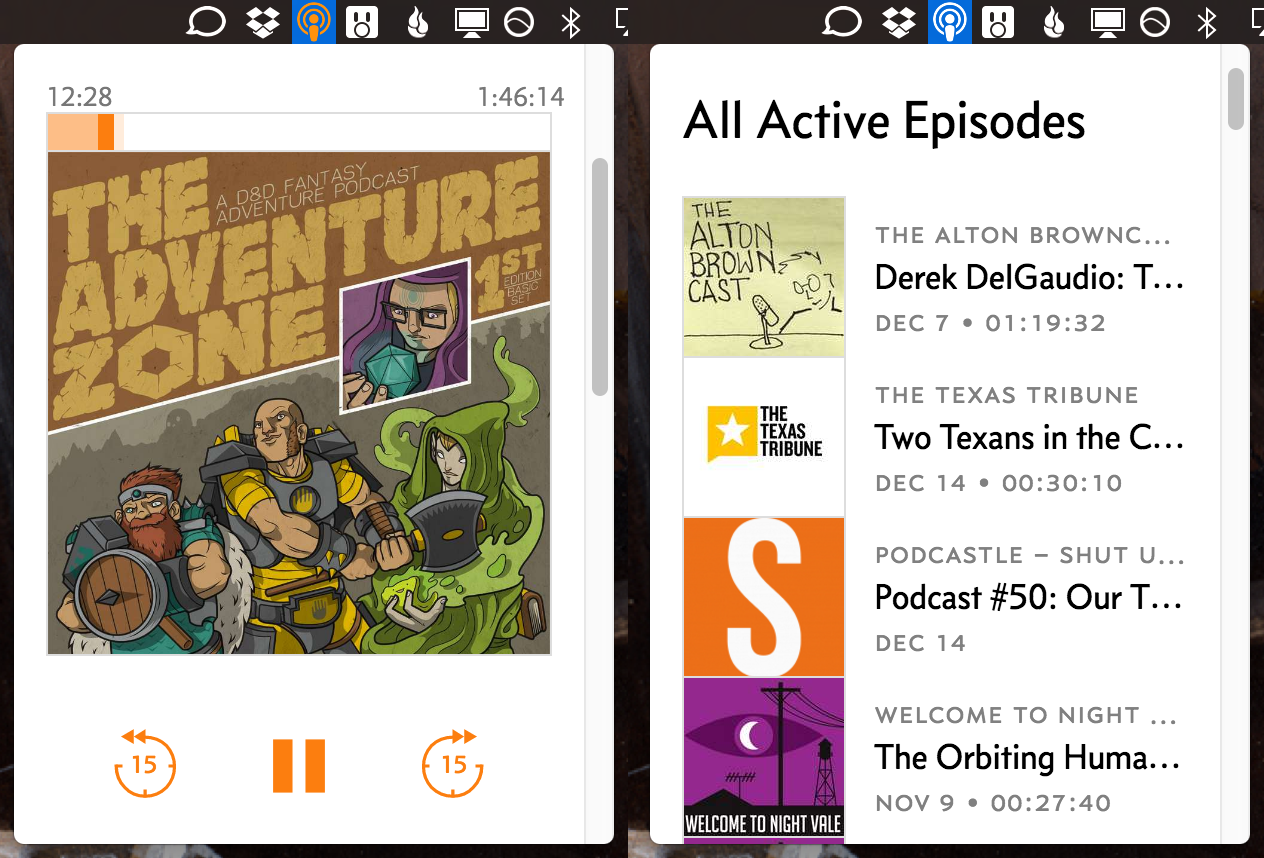 12:28
1:46:14
THE
ADVENTURE
ZONE
A D&D FANTASY
ADVENTURE PODCAST
1ST
EDITION
BASIC
SET
15
15
All Active Episodes
THE
ALTON
BROWN
CAST
THE ALTON BROWNC...
Derek DelGaudio: T...
DEC 7 • 01:19:32
THE
TEXAS
TRIBUNE
THE TEXAS TRIBUNE
Two Texans in the C...
DEC 14 • 00:30:10
S
PODCASTLE – SHUT U...
Podcast #50: Our T...
DEC 14
WELCOME TO NIGHT VALE
WELCOME TO NIGHT ...
The Orbiting Huma...
NOV 9 • 00:27:40